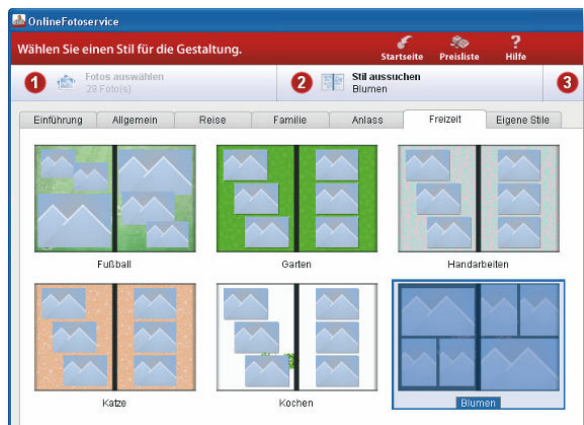 OnlineFotoservice
Wählen Sie einen Stil für die Gestaltung.
Startseite Preisliste Hilfe
1 Fotos auswählen
28 Foto(s)
2 Stil aussuchen
Blumen
3
Einführung Allgemein Reise Familie Anlass Freizeit Eigene Stile
Fußball Garten Handarbeiten
Katze Kochen Blumen